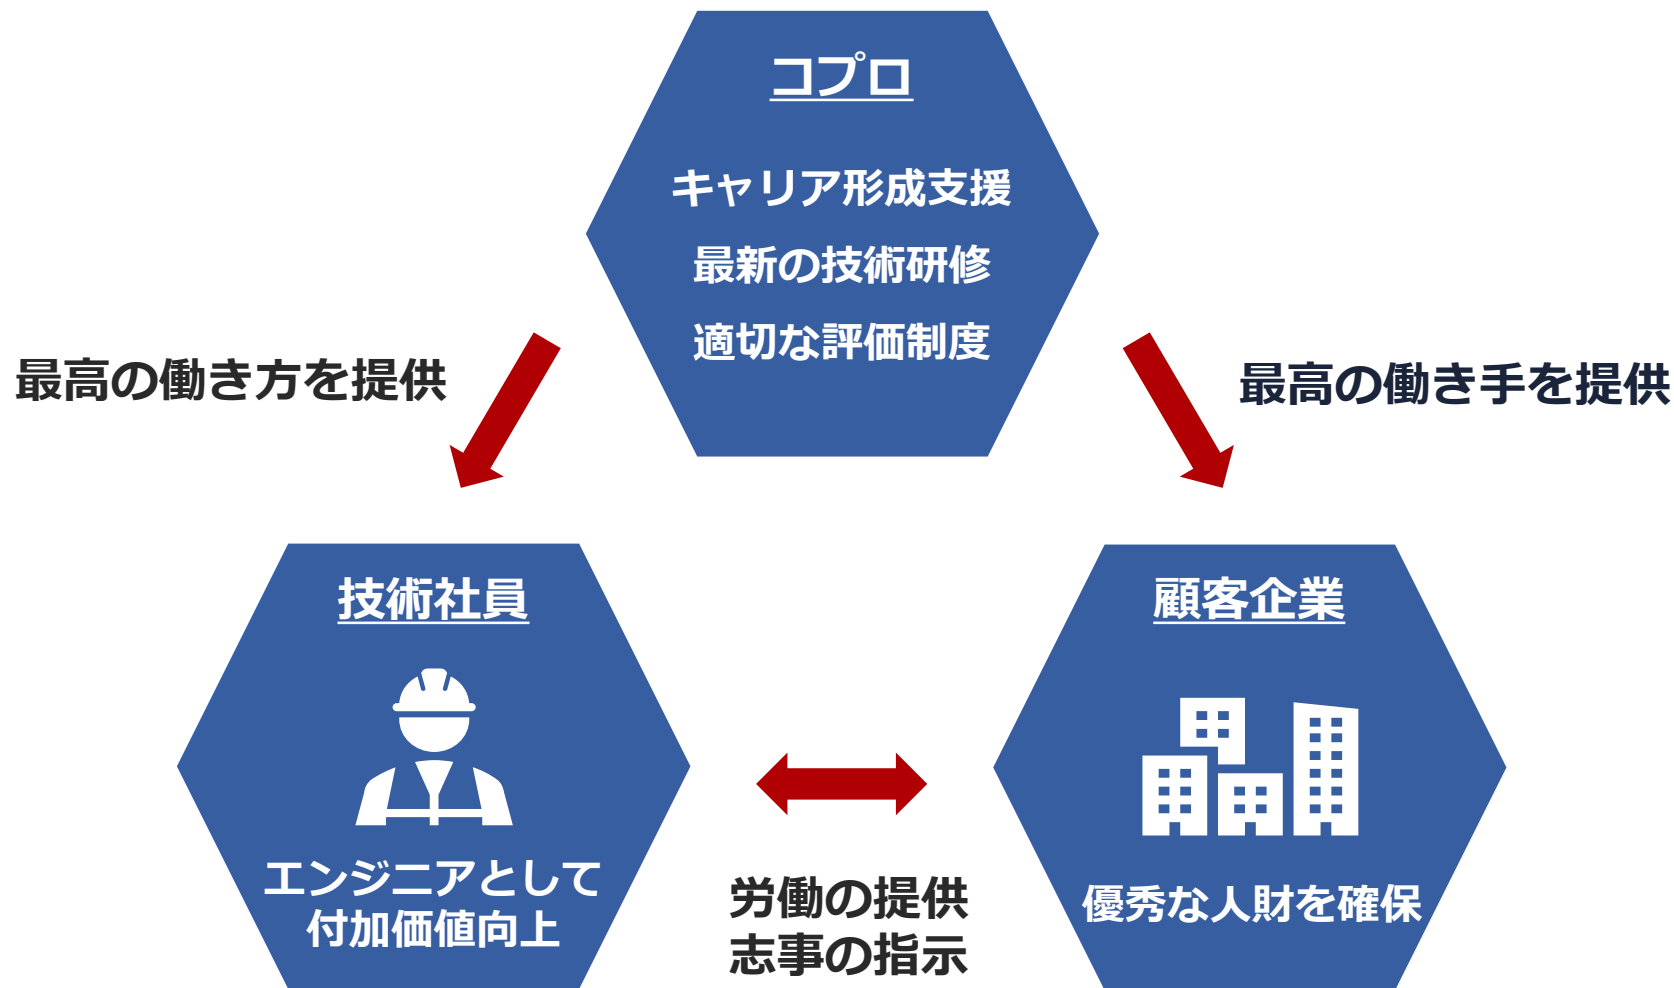 コプロ
キャリア形成支援
最新の技術研修
適切な評価制度
最高の働き方を提供
最高の働き手を提供
技術社員
エンジニアとして
付加価値向上
労働の提供
志事の指示
顧客企業
優秀な人財を確保